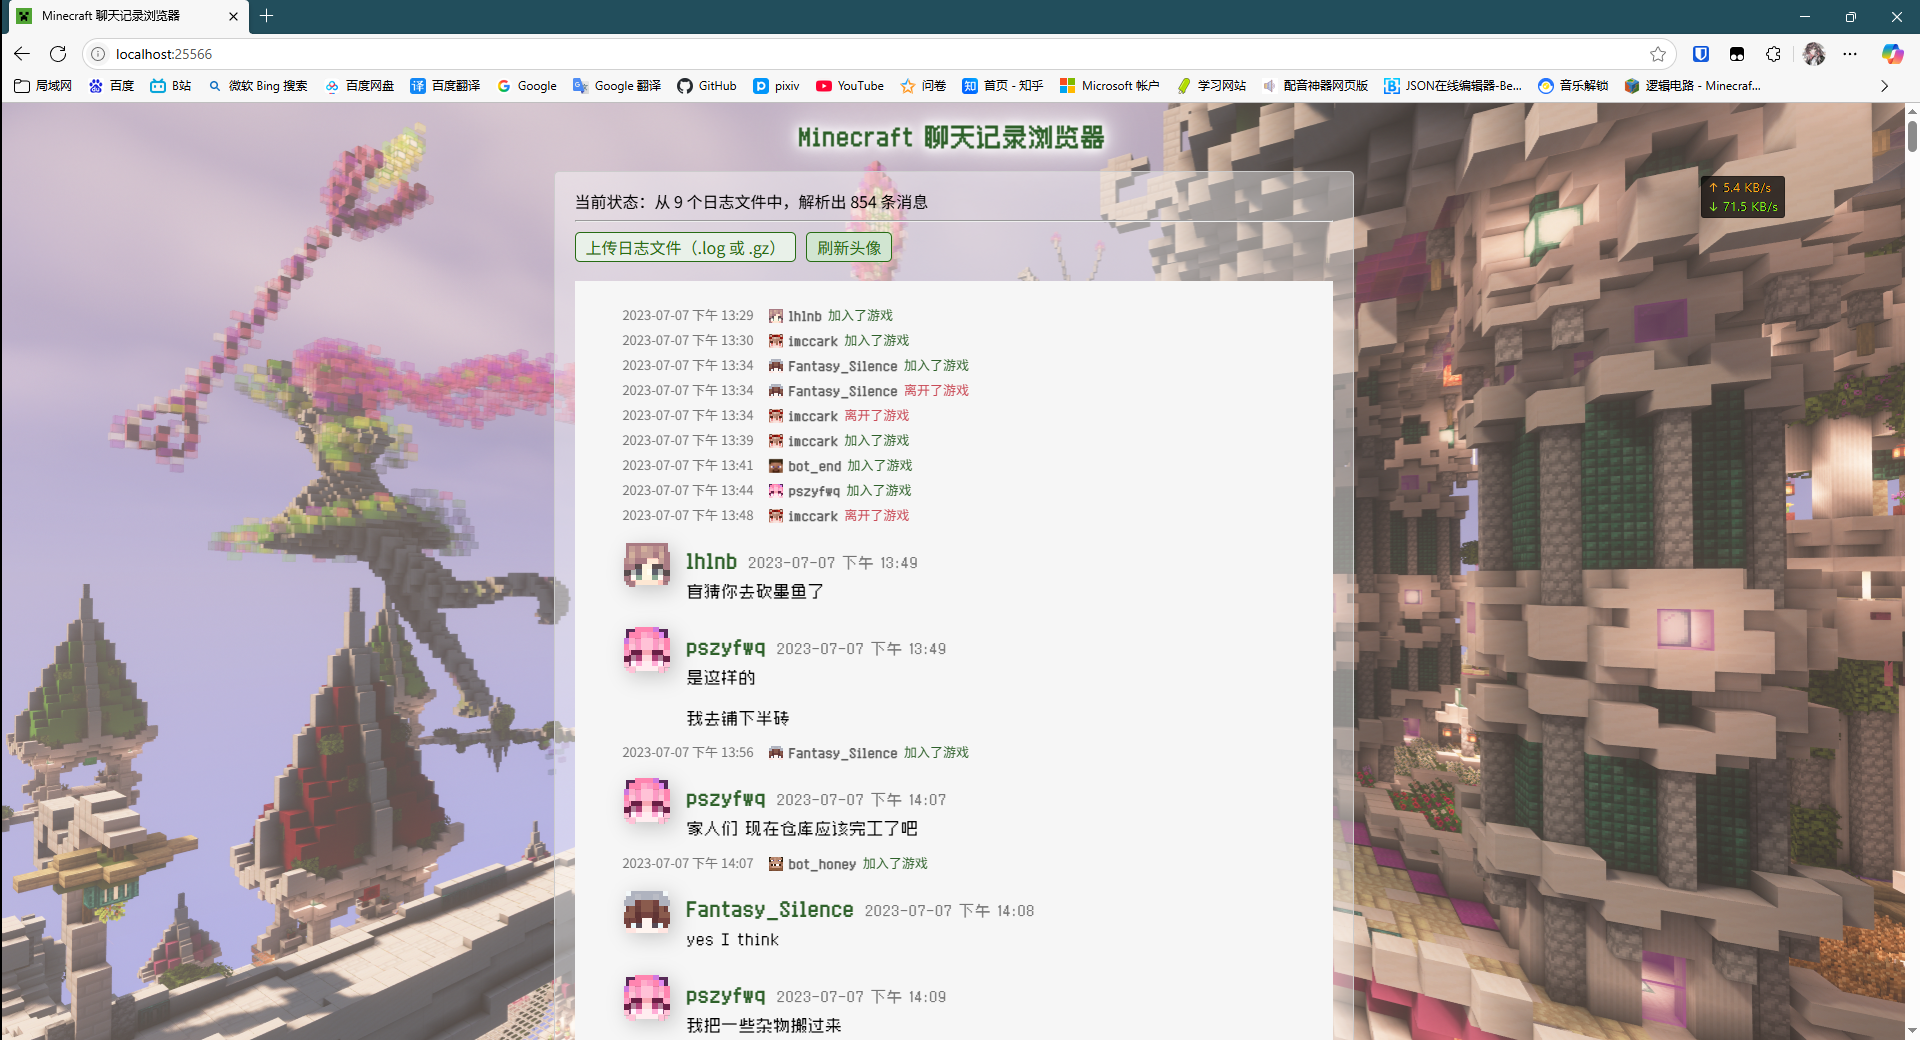 Minecraft 聊天记录浏览器
localhost:25566
局域网 百度 B站 微软 Bing 搜索 百度网盘 百度翻译 Google Google 翻译 GitHub pixiv YouTube 问卷 首页 - 知乎 Microsoft 帐户 学习网站 配音神器网页版 JSON在线编辑器-Be... 音乐解锁 逻辑电路 - Minecraf...
Minecraft 聊天记录浏览器
↑ 5.4 KB/s
↓ 71.5 KB/s
当前状态：从 9 个日志文件中，解析出 854 条消息
上传日志文件（.log 或 .gz） 刷新头像
2023-07-07 下午 13:29 lhlnb 加入了游戏
2023-07-07 下午 13:30 imccark 加入了游戏
2023-07-07 下午 13:34 Fantasy_Silence 加入了游戏
2023-07-07 下午 13:34 Fantasy_Silence 离开了游戏
2023-07-07 下午 13:34 imccark 离开了游戏
2023-07-07 下午 13:39 imccark 加入了游戏
2023-07-07 下午 13:41 bot_end 加入了游戏
2023-07-07 下午 13:44 pszyfwq 加入了游戏
2023-07-07 下午 13:48 imccark 离开了游戏
lhlnb 2023-07-07 下午 13:49
盲猜你去砍墨鱼了
pszyfwq 2023-07-07 下午 13:49
是这样的
我去铺下半砖
2023-07-07 下午 13:56 Fantasy_Silence 加入了游戏
pszyfwq 2023-07-07 下午 14:07
家人们 现在仓库应该完工了吧
2023-07-07 下午 14:07 bot_honey 加入了游戏
Fantasy_Silence 2023-07-07 下午 14:08
yes I think
pszyfwq 2023-07-07 下午 14:09
我把一些杂物搬过来